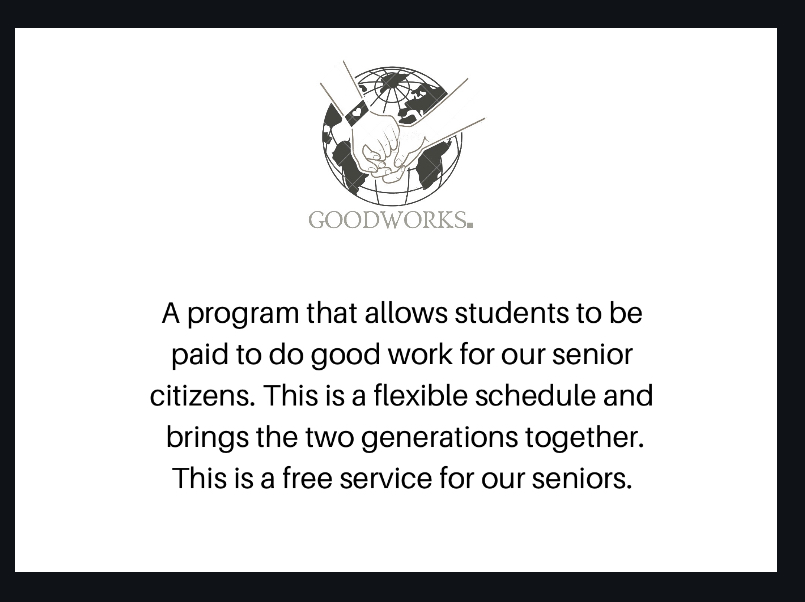 GOODWORKS.
A program that allows students to be
paid to do good work for our senior
citizens. This is a flexible schedule and
brings the two generations together.
This is a free service for our seniors.